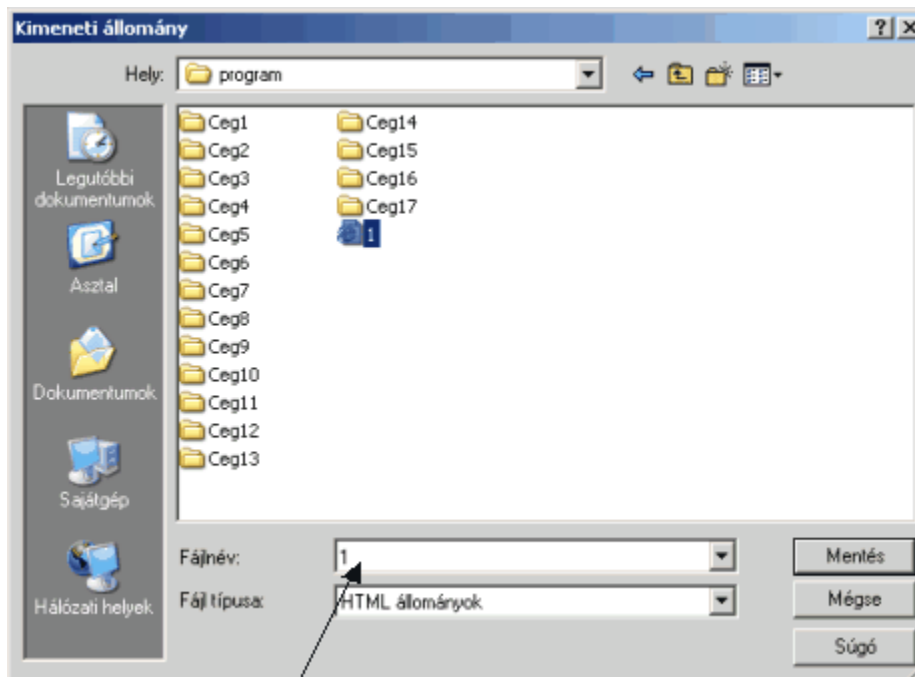 Kimeneti állomány
Hely: program
Legutóbbi
dokumentumok
Asztal
Dokumentumok
Sajátgép
Hálózati helyek
Ceg1
Ceg2
Ceg3
Ceg4
Ceg5
Ceg6
Ceg7
Ceg8
Ceg9
Ceg10
Ceg11
Ceg12
Ceg13
Ceg14
Ceg15
Ceg16
Ceg17
1
Fájlnév: 1 Mentés
Fájl típusa: HTML állományok Mégse
Súgó